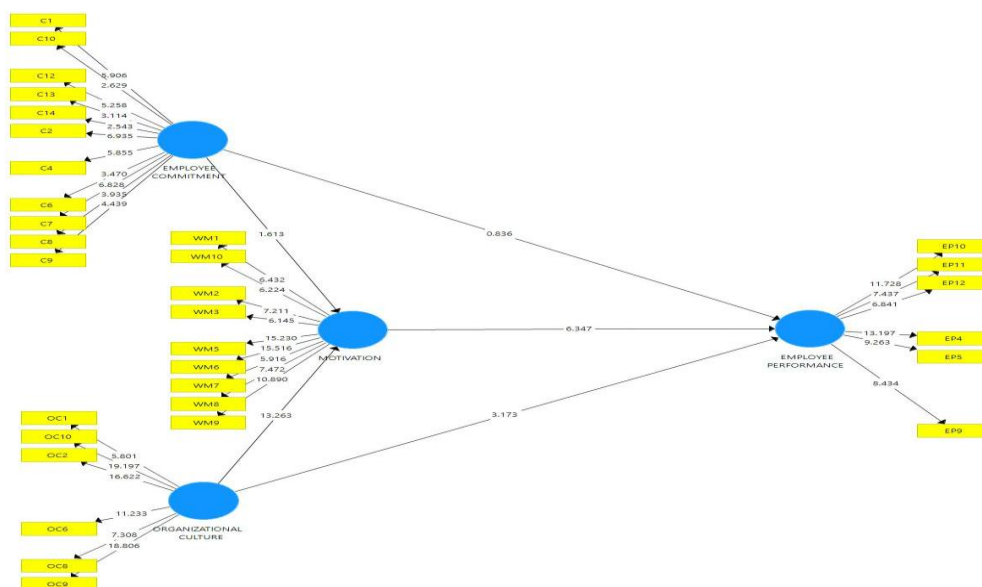 C1
C10
C12
C13
C14
C2
C4
C6
C7
C8
C9
5.906
2.629
5.258
3.114
2.543
6.935
5.855
3.470
6.828
3.935
4.439
EMPLOYEE
COMMITMENT
1.613
0.836
WM1
WM10
WM2
WM3
WM5
WM6
WM7
WM8
WM9
6.432
6.224
7.211
6.145
15.230
15.516
5.916
7.472
10.890
MOTIVATION
6.347
13.263
3.173
EP10
EP11
EP12
EP4
EP5
EP9
11.728
7.437
6.841
13.197
9.263
8.434
EMPLOYEE
PERFORMANCE
OC1
OC10
OC2
OC6
OC8
OC9
5.801
19.197
16.622
11.233
7.308
18.806
ORGANIZATIONAL
CULTURE